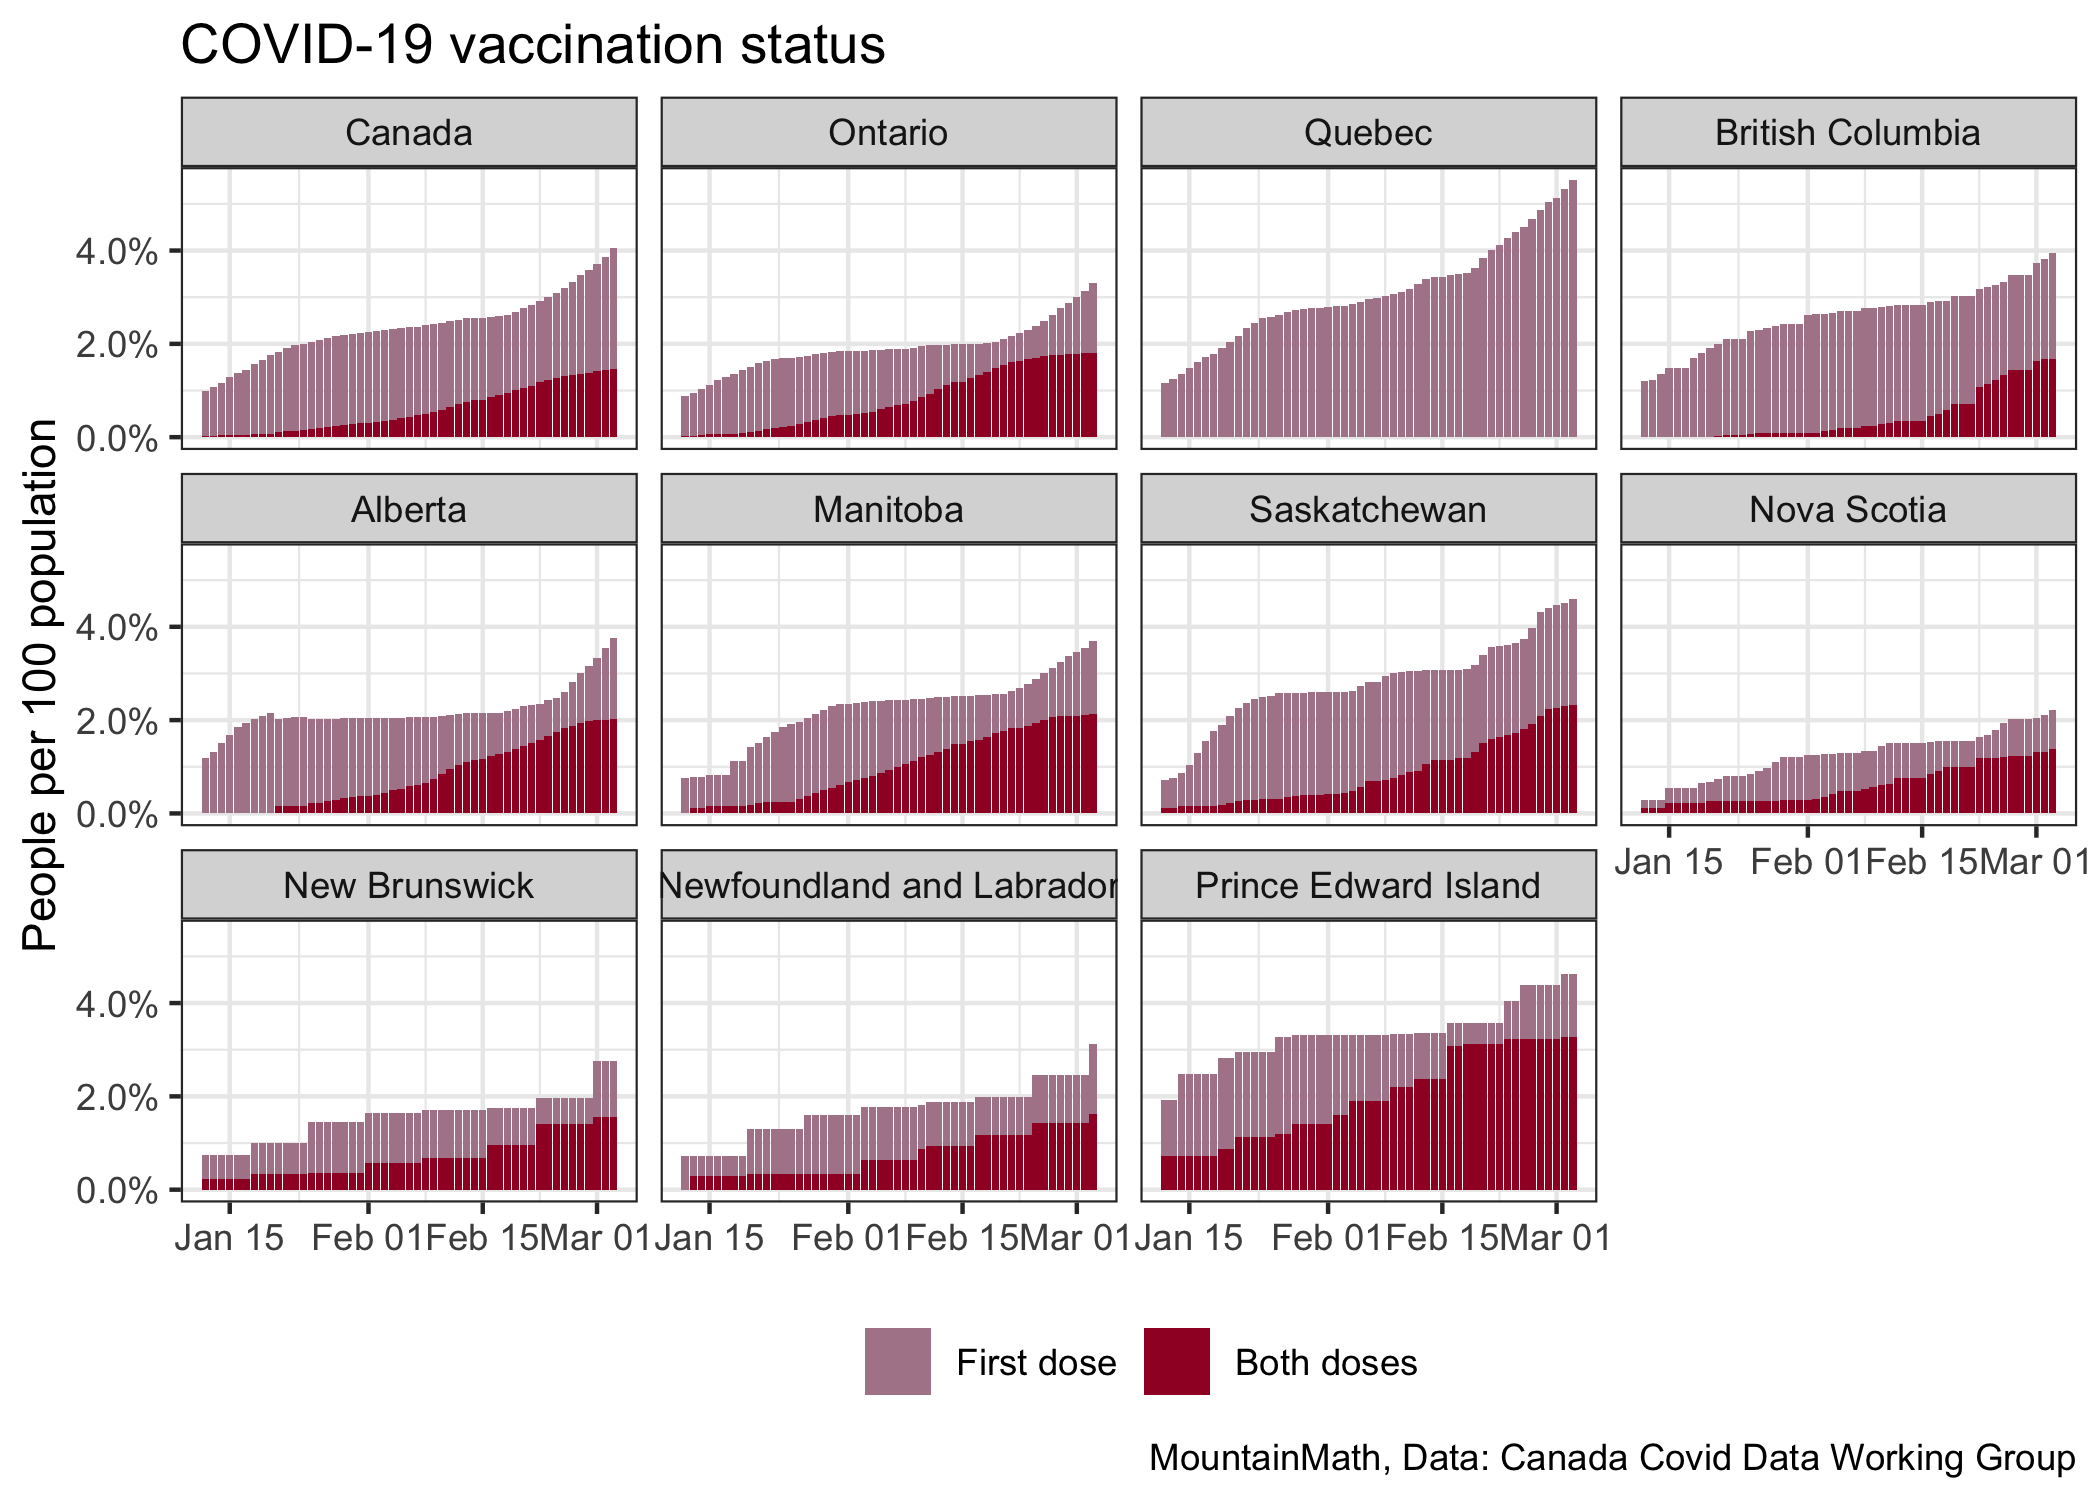 COVID-19 vaccination status
Canada
Ontario
Quebec
British Columbia
4.0%
2.0%
0.0%
Alberta
Manitoba
Saskatchewan
Nova Scotia
4.0%
2.0%
0.0%
Jan 15 Feb 01 Feb 15 Mar 01
New Brunswick
Newfoundland and Labrador
Prince Edward Island
4.0%
2.0%
0.0%
Jan 15 Feb 01 Feb 15 Mar 01
Jan 15 Feb 01 Feb 15 Mar 01
Jan 15 Feb 01 Feb 15 Mar 01
People per 100 population
First dose
Both doses
MountainMath, Data: Canada Covid Data Working Group